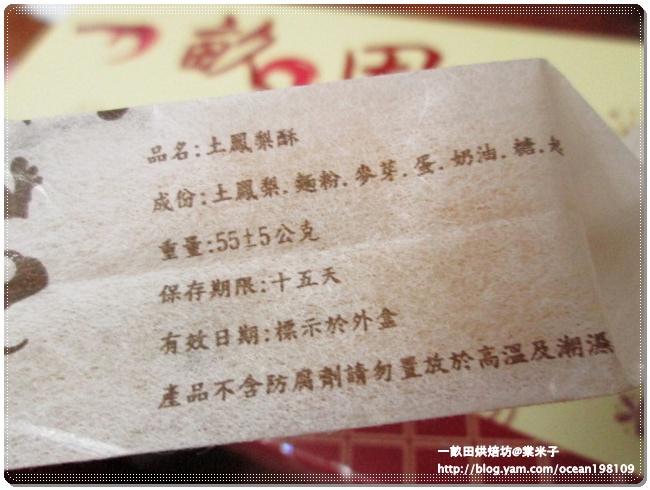 一畝田
品名:土鳳梨酥
成份:土鳳梨.麵粉.麥芽.蛋.奶油.糖.
重量:55±5公克
保存期限:十五天
有效日期:標示於外盒
產品不含防腐劑請勿置放於高溫及潮濕
一畝田烘焙坊@業米子
http://blog.yam.com/ocean198109